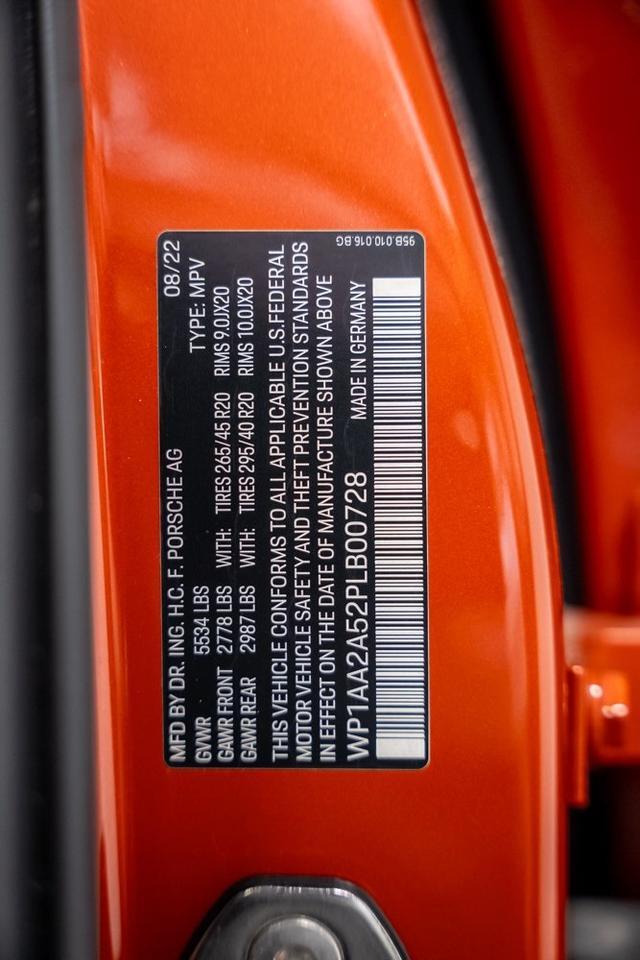 MFD BY DR. ING. H.C. F. PORSCHE AG 08/22
GVWR 5534 LBS TYPE: MPV
GAWR FRONT 2778 LBS WITH: TIRES 265/45 R20 RIMS 9.0JX20
GAWR REAR 2987 LBS WITH: TIRES 295/40 R20 RIMS 10.0JX20
THIS VEHICLE CONFORMS TO ALL APPLICABLE U.S.FEDERAL
MOTOR VEHICLE SAFETY AND THEFT PREVENTION STANDARDS
IN EFFECT ON THE DATE OF MANUFACTURE SHOWN ABOVE
WP1AA2A52PLB00728 MADE IN GERMANY
95B.010.016.BG